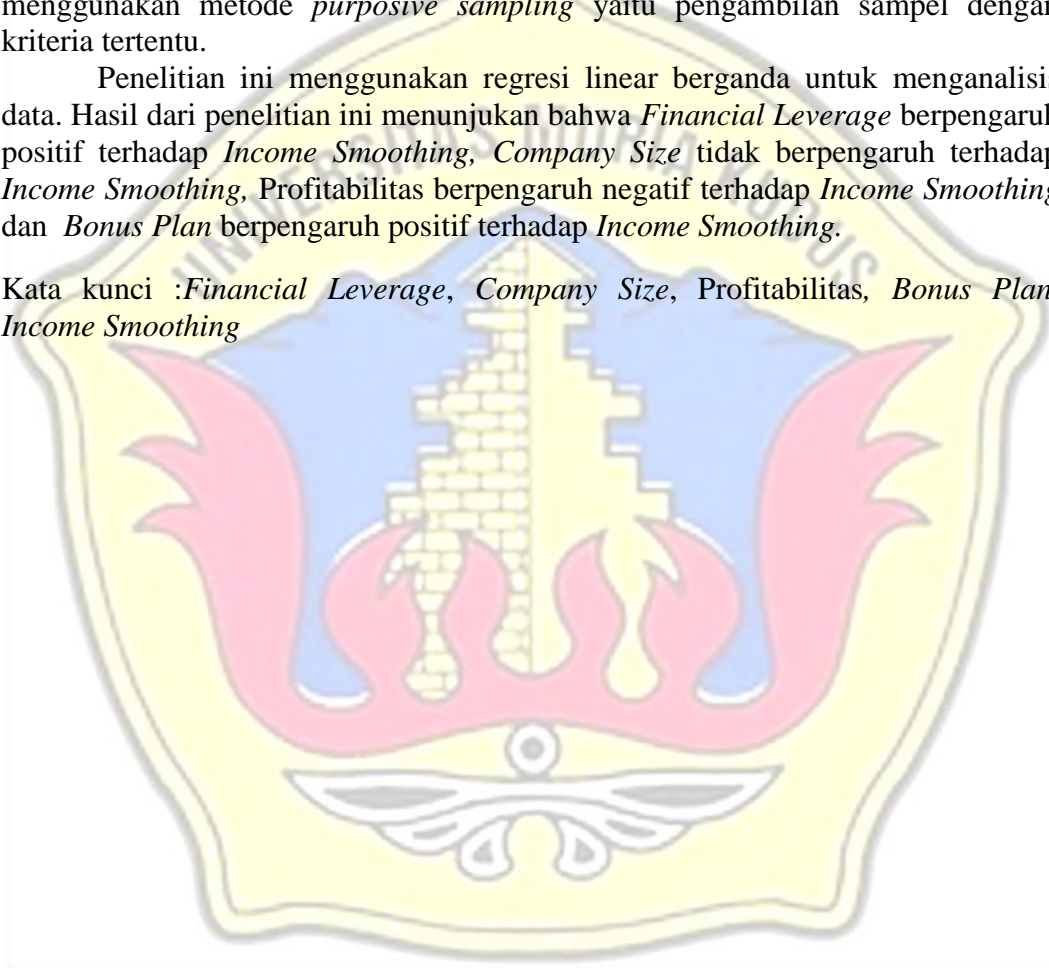 menggunakan metode purposive sampling yaitu pengambilan sampel dengan
kriteria tertentu.
Penelitian ini menggunakan regresi linear berganda untuk menganalisis
data. Hasil dari penelitian ini menunjukan bahwa Financial Leverage berpengaruh
positif terhadap Income Smoothing, Company Size tidak berpengaruh terhadap
Income Smoothing, Profitabilitas berpengaruh negatif terhadap Income Smoothing
dan Bonus Plan berpengaruh positif terhadap Income Smoothing.
Kata kunci :Financial Leverage, Company Size, Profitabilitas, Bonus Plan
Income Smoothing
UNIVERSITAS MURIA KUDUS